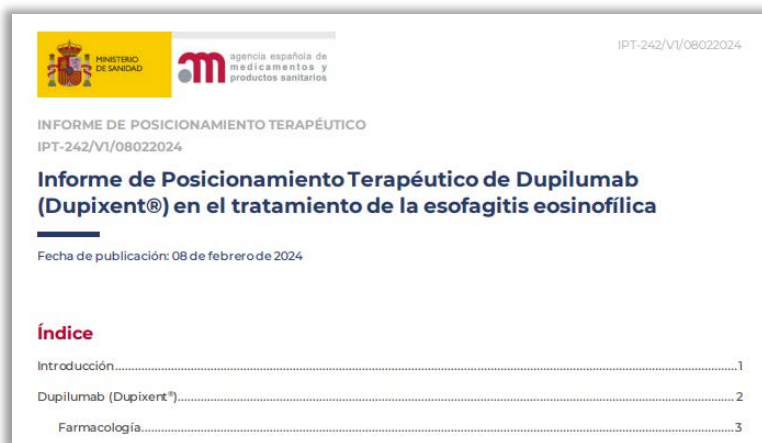 IPT-242/V1/08022024
MINISTERIO
DE SANIDAD
agencia española de
medicamentos y
productos sanitarios
INFORME DE POSICIONAMIENTO TERAPÉUTICO
IPT-242/V1/08022024
Informe de Posicionamiento Terapéutico de Dupilumab
(Dupixent®) en el tratamiento de la esofagitis eosinofílica
Fecha de publicación: 08 de febrero de 2024
Índice
Introducción 1
Dupilumab (Dupixent®) 2
Farmacología 3